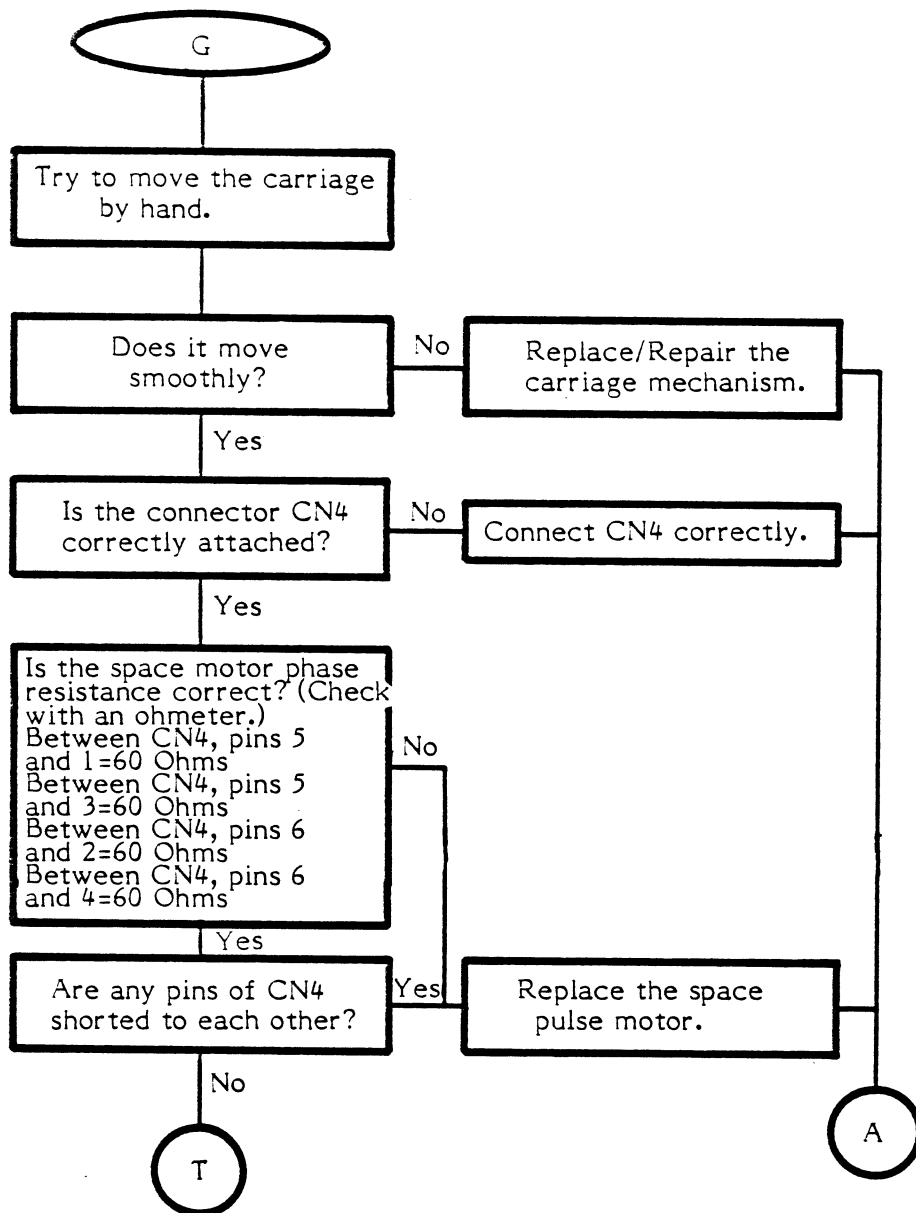 G
Try to move the carriage
by hand.
Does it move
smoothly?
No
Replace/Repair the
carriage mechanism.
Yes
Is the connector CN4
correctly attached?
No
Connect CN4 correctly.
Yes
Is the space motor phase
resistance correct? (Check
with an ohmeter.)
Between CN4, pins 5
and 1=60 Ohms
Between CN4, pins 5
and 3=60 Ohms
Between CN4, pins 6
and 2=60 Ohms
Between CN4, pins 6
and 4=60 Ohms
No
Yes
Are any pins of CN4
shorted to each other?
Yes
Replace the space
pulse motor.
No
T
A